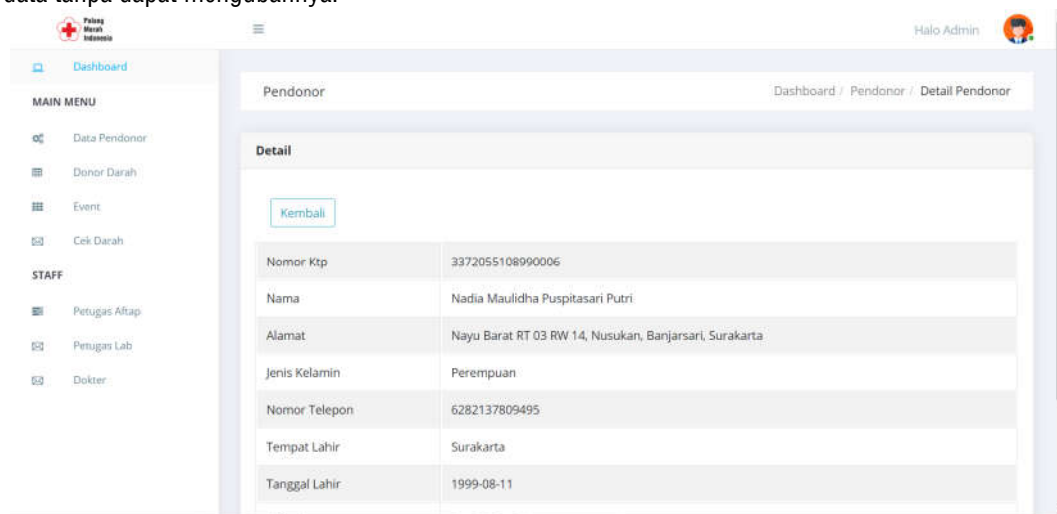 data tanpa dapat mengubahnya.
Palang
Merah
Indonesia
Halo Admin
Dashboard
MAIN MENU
Data Pendonor
Donor Darah
Event
Cek Darah
STAFF
Petugas Aftap
Petugas Lab
Dokter
Pendonor
Dashboard / Pendonor / Detail Pendonor
Detail
Kembali
Nomor Ktp 3372055108990006
Nama Nadia Maulidha Puspitasari Putri
Alamat Nayu Barat RT 03 RW 14, Nusukan, Banjarsari, Surakarta
Jenis Kelamin Perempuan
Nomor Telepon 6282137809495
Tempat Lahir Surakarta
Tanggal Lahir 1999-08-11